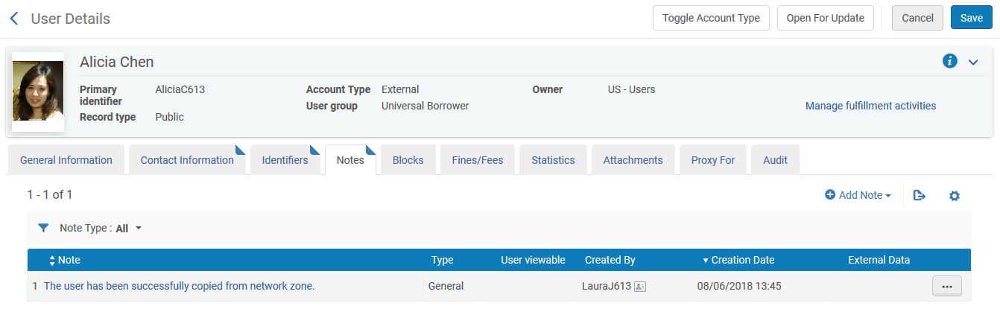 User Details
Toggle Account Type
Open For Update
Cancel
Save
Alicia Chen
Primary identifier AliciaC613 Account Type External Owner US - Users
User group Universal Borrower
Manage fulfillment activities
Record type Public
General Information Contact Information Identifiers Notes Blocks Fines/Fees Statistics Attachments Proxy For Audit
1 - 1 of 1
Add Note
Note Type : All
Note Type User viewable Created By Creation Date External Data
1 The user has been successfully copied from network zone. General LauraJ613 08/06/2018 13:45